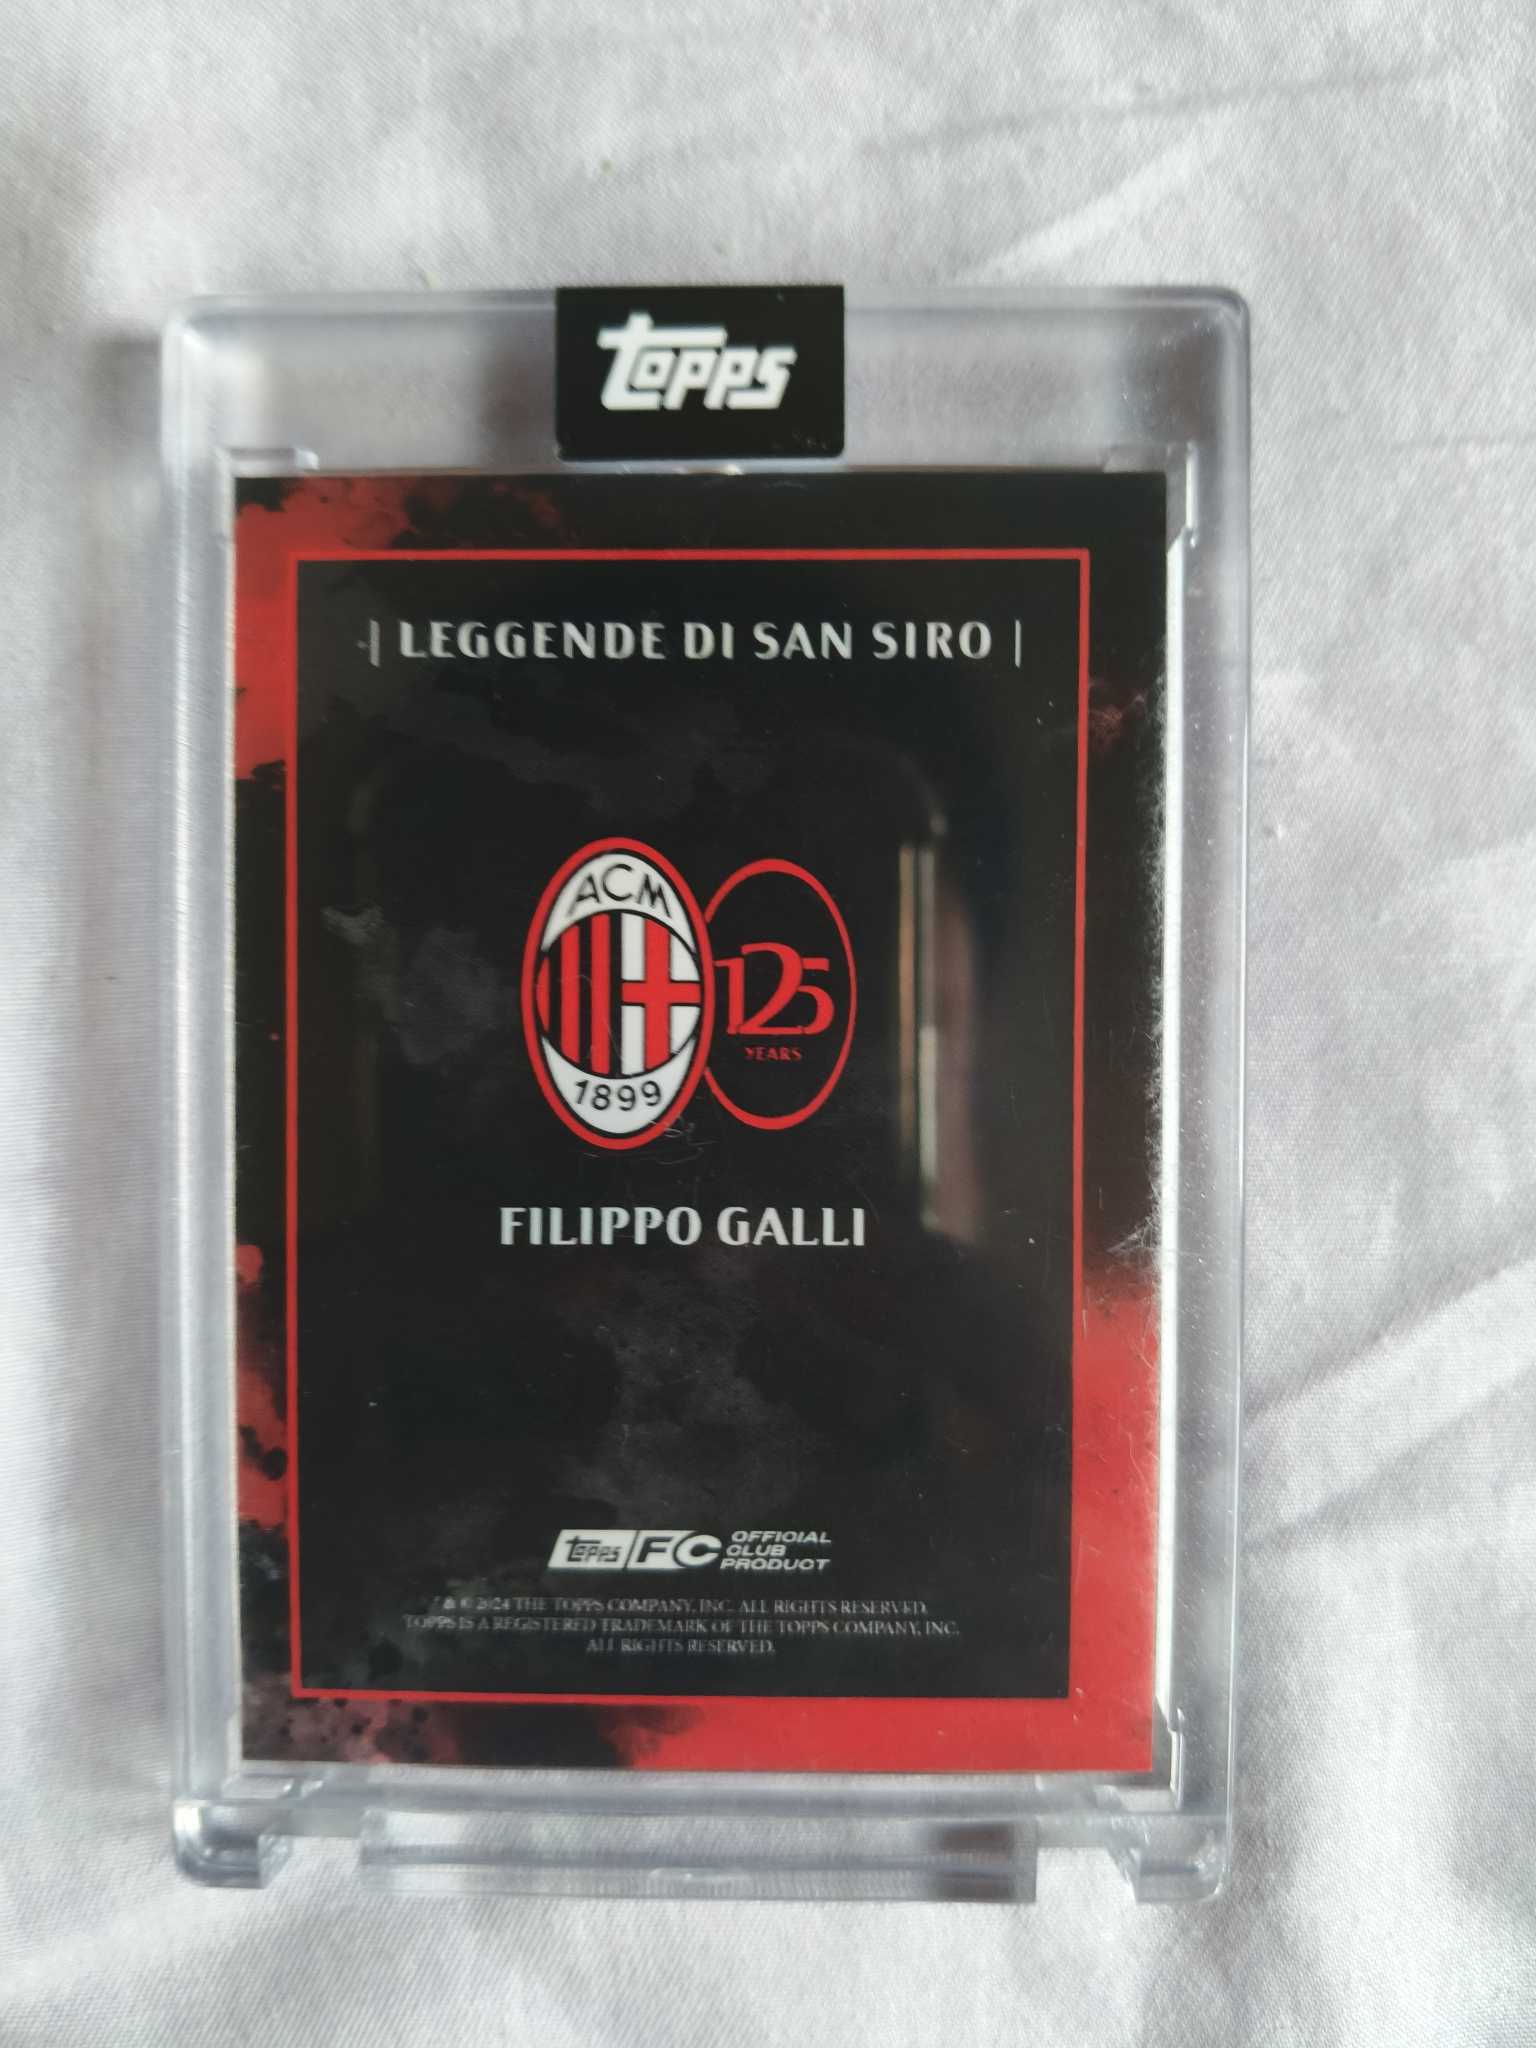 topps
| LEGGENDE DI SAN SIRO |
ACM
1899
125
YEARS
FILIPPO GALLI
topps FC OFFICIAL
CLUB
PRODUCT
& © 2024 THE TOPPS COMPANY, INC. ALL RIGHTS RESERVED.
TOPPS IS A REGISTERED TRADEMARK OF THE TOPPS COMPANY, INC.
ALL RIGHTS RESERVED.